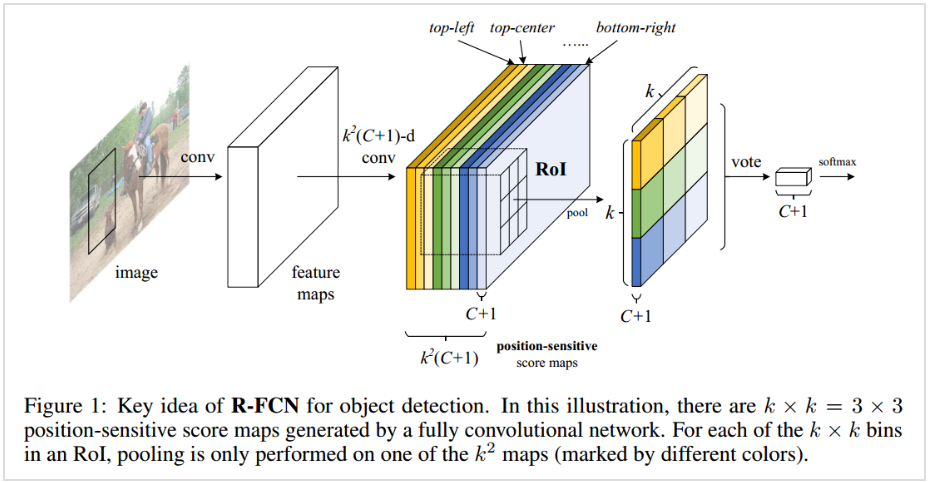 top-left top-center ...... bottom-right
k
k²(C+1)-d
conv
conv
RoI
vote
softmax
pool
k
C+1
image
feature
maps
C+1
C+1
k²(C+1)
position-sensitive
score maps
Figure 1: Key idea of R-FCN for object detection. In this illustration, there are k × k = 3 × 3
position-sensitive score maps generated by a fully convolutional network. For each of the k × k bins
in an RoI, pooling is only performed on one of the k² maps (marked by different colors).